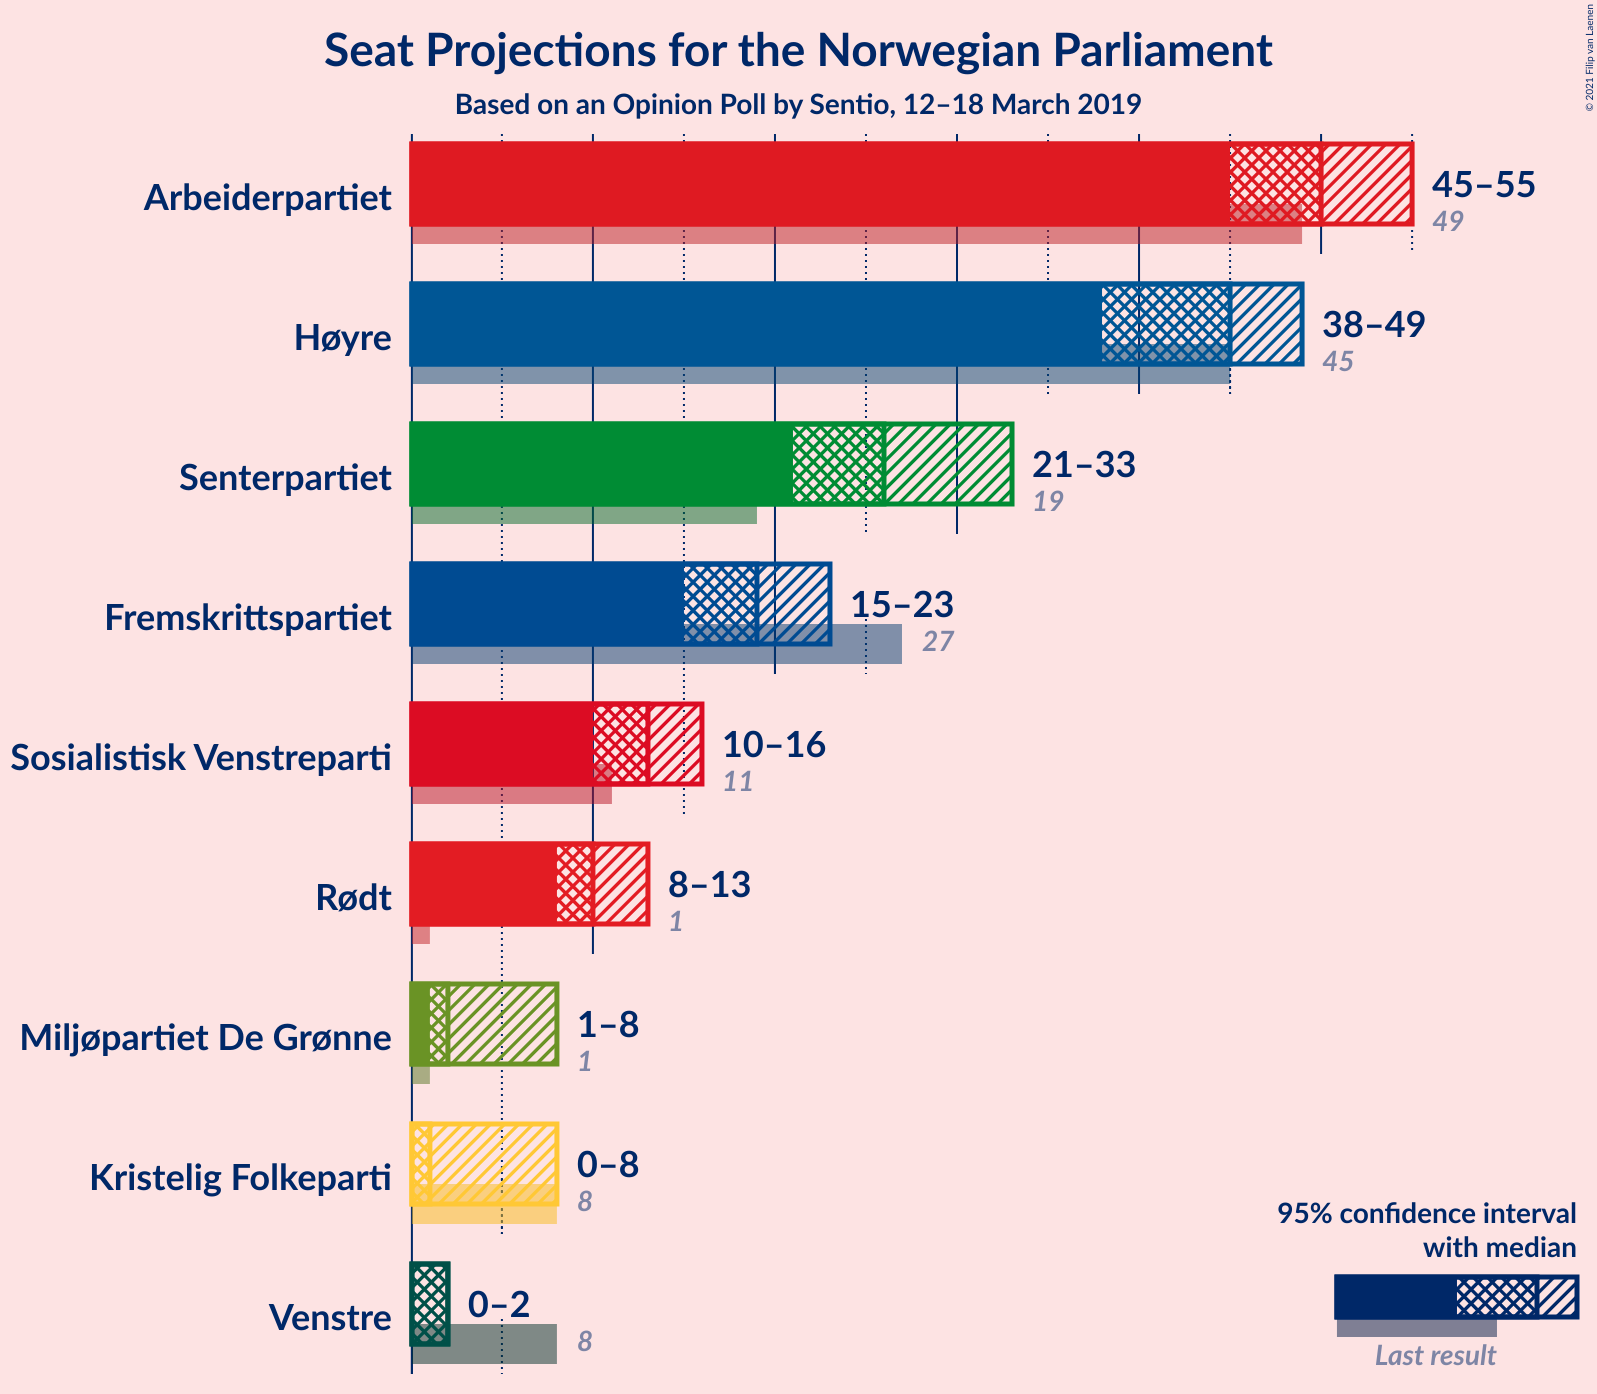 Seat Projections for the Norwegian Parliament
Based on an Opinion Poll by Sentio, 12–18 March 2019
© 2021 Filip van Laenen
Arbeiderpartiet
45–55
49
Høyre
38–49
45
Senterpartiet
21–33
19
Fremskrittspartiet
15–23
27
Sosialistisk Venstreparti
10–16
11
Rødt
8–13
1
Miljøpartiet De Grønne
1–8
1
Kristelig Folkeparti
0–8
8
Venstre
0–2
8
95% confidence interval
with median
Last result